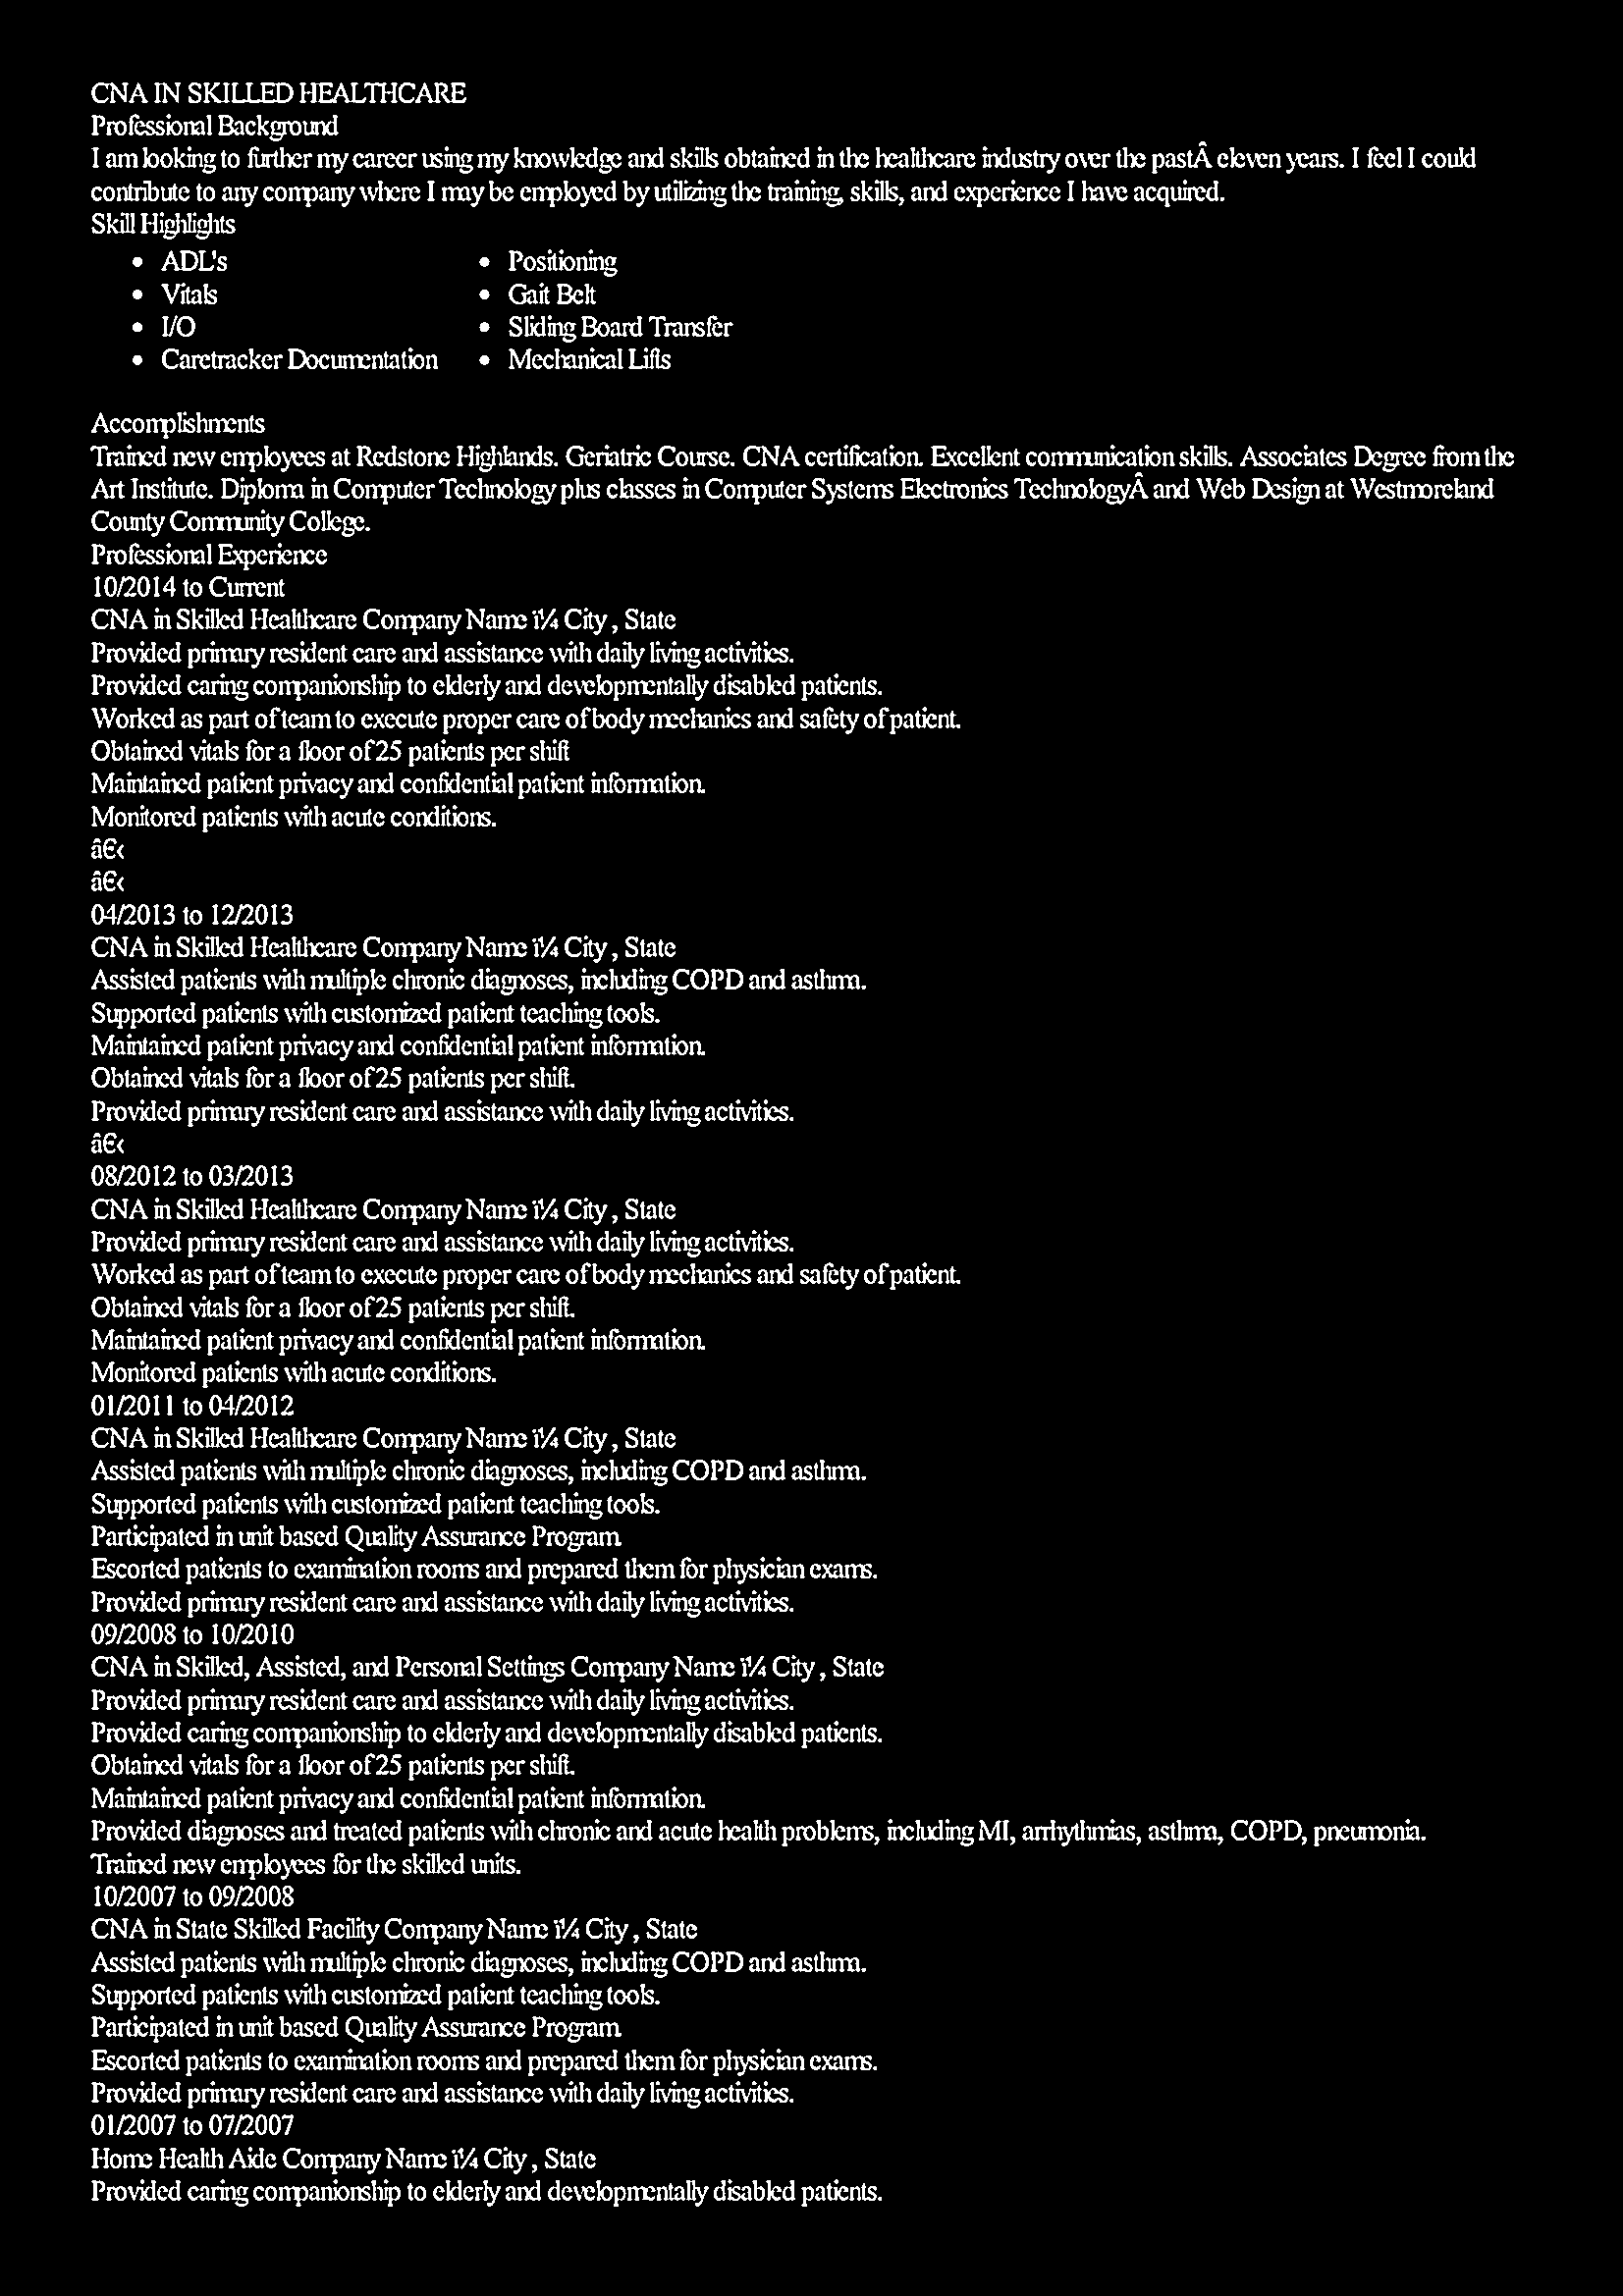 CNA IN SKILLED HEALTHCARE
Professional Background
I am looking to further my career using my knowledge and skills obtained in the healthcare industry over the pastÂ eleven years. I feel I could
contribute to any company where I may be employed by utilizing the training, skills, and experience I have acquired.
Skill Highlights
• ADL's
• Vitals
• I/O
• Caretracker Documentation
• Positioning
• Gait Belt
• Sliding Board Transfer
• Mechanical Lifts
Accomplishments
Trained new employees at Redstone Highlands. Geriatric Course. CNA certification. Excellent communication skills. Associates Degree from the
Art Institute. Diploma in Computer Technology plus classes in Computer Systems Electronics TechnologyÂ and Web Design at Westmoreland
County Community College.
Professional Experience
10/2014 to Current
CNA in Skilled Healthcare Company Name ï¼ City , State
Provided primary resident care and assistance with daily living activities.
Provided caring companionship to elderly and developmentally disabled patients.
Worked as part of team to execute proper care of body mechanics and safety of patient.
Obtained vitals for a floor of 25 patients per shift
Maintained patient privacy and confidential patient information.
Monitored patients with acute conditions.
â€‹
â€‹
04/2013 to 12/2013
CNA in Skilled Healthcare Company Name ï¼ City , State
Assisted patients with multiple chronic diagnoses, including COPD and asthma.
Supported patients with customized patient teaching tools.
Maintained patient privacy and confidential patient information.
Obtained vitals for a floor of 25 patients per shift.
Provided primary resident care and assistance with daily living activities.
â€‹
08/2012 to 03/2013
CNA in Skilled Healthcare Company Name ï¼ City , State
Provided primary resident care and assistance with daily living activities.
Worked as part of team to execute proper care of body mechanics and safety of patient.
Obtained vitals for a floor of 25 patients per shift.
Maintained patient privacy and confidential patient information.
Monitored patients with acute conditions.
01/2011 to 04/2012
CNA in Skilled Healthcare Company Name ï¼ City , State
Assisted patients with multiple chronic diagnoses, including COPD and asthma.
Supported patients with customized patient teaching tools.
Participated in unit based Quality Assurance Program.
Escorted patients to examination rooms and prepared them for physician exams.
Provided primary resident care and assistance with daily living activities.
09/2008 to 10/2010
CNA in Skilled, Assisted, and Personal Settings Company Name ï¼ City , State
Provided primary resident care and assistance with daily living activities.
Provided caring companionship to elderly and developmentally disabled patients.
Obtained vitals for a floor of 25 patients per shift.
Maintained patient privacy and confidential patient information.
Provided diagnoses and treated patients with chronic and acute health problems, including MI, arrhythmias, asthma, COPD, pneumonia.
Trained new employees for the skilled units.
10/2007 to 09/2008
CNA in State Skilled Facility Company Name ï¼ City , State
Assisted patients with multiple chronic diagnoses, including COPD and asthma.
Supported patients with customized patient teaching tools.
Participated in unit based Quality Assurance Program.
Escorted patients to examination rooms and prepared them for physician exams.
Provided primary resident care and assistance with daily living activities.
01/2007 to 07/2007
Home Health Aide Company Name ï¼ City , State
Provided caring companionship to elderly and developmentally disabled patients.